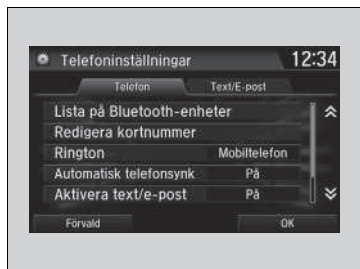 Telefoninställningar 12:34
Telefon Text/E-post
Lista på Bluetooth-enheter
Redigera kortnummer
Rington Mobiltelefon
Automatisk telefonsynk På
Aktivera text/e-post På
Förvald OK